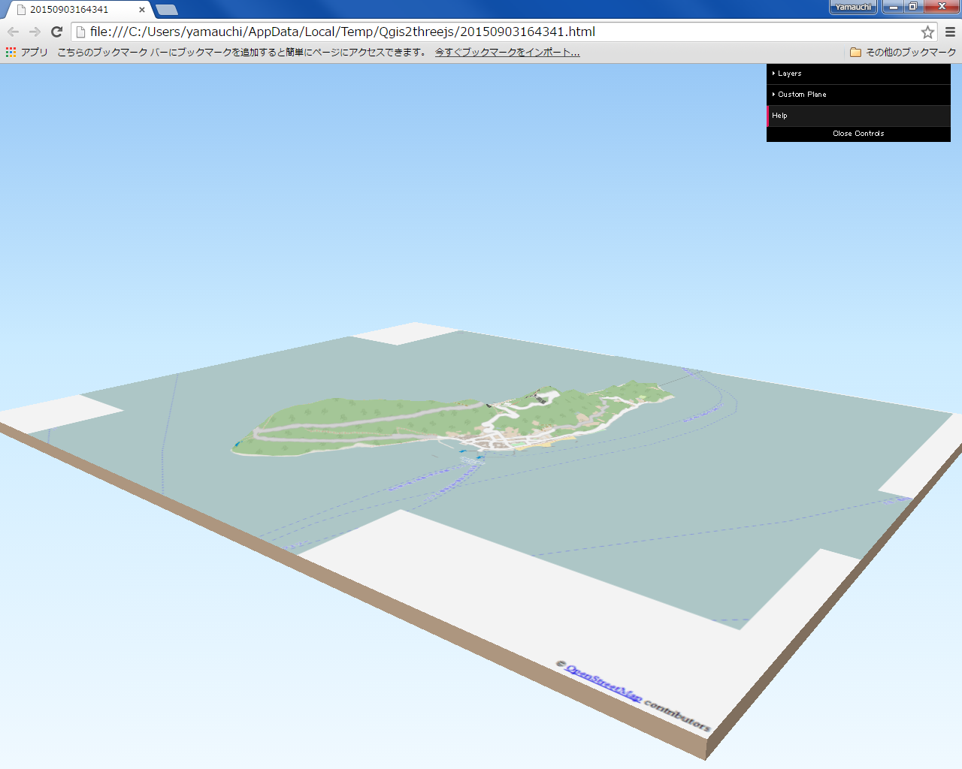 20150903164341
Yamauchi
file:///C:/Users/yamauchi/AppData/Local/Temp/Qgis2threejs/20150903164341.html
アプリ こちらのブックマーク バーにブックマークを追加すると簡単にページにアクセスできます。 今すぐブックマークをインポート... その他のブックマーク
Layers
Custom Plane
Help
Close Controls
© OpenStreetMap contributors